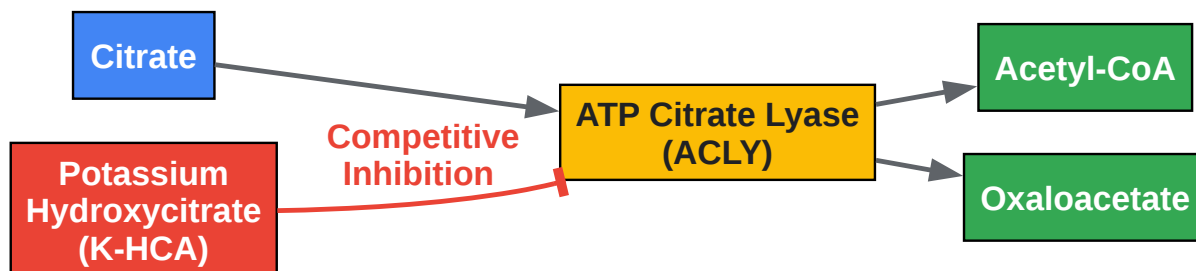 Citrate
Potassium
Hydroxycitrate
(K-HCA)
Competitive
Inhibition
ATP Citrate Lyase
(ACLY)
Acetyl-CoA
Oxaloacetate